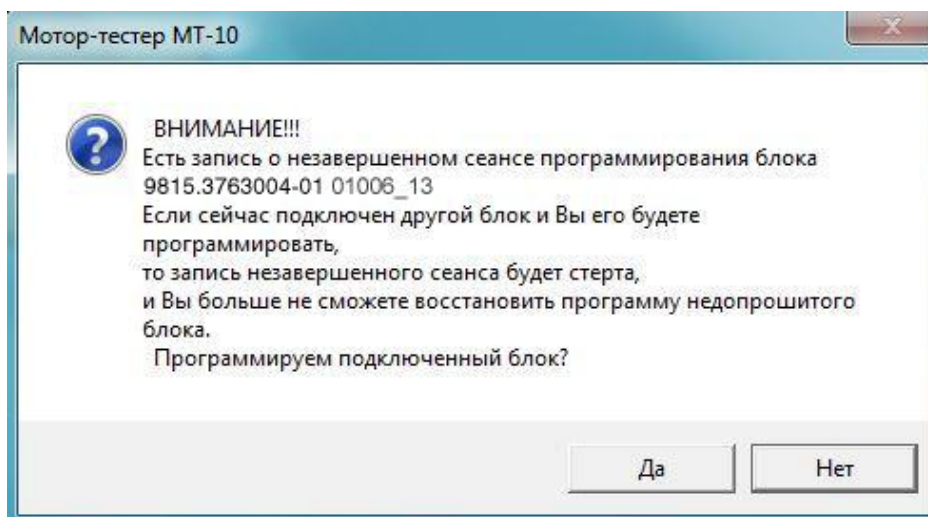 Мотор-тестер МТ-10
ВНИМАНИЕ!!!
Есть запись о незавершенном сеансе программирования блока
9815.3763004-01 01006_13
Если сейчас подключен другой блок и Вы его будете
программировать,
то запись незавершенного сеанса будет стерта,
и Вы больше не сможете восстановить программу недопрошитого
блока.
Программируем подключенный блок?
Да
Нет